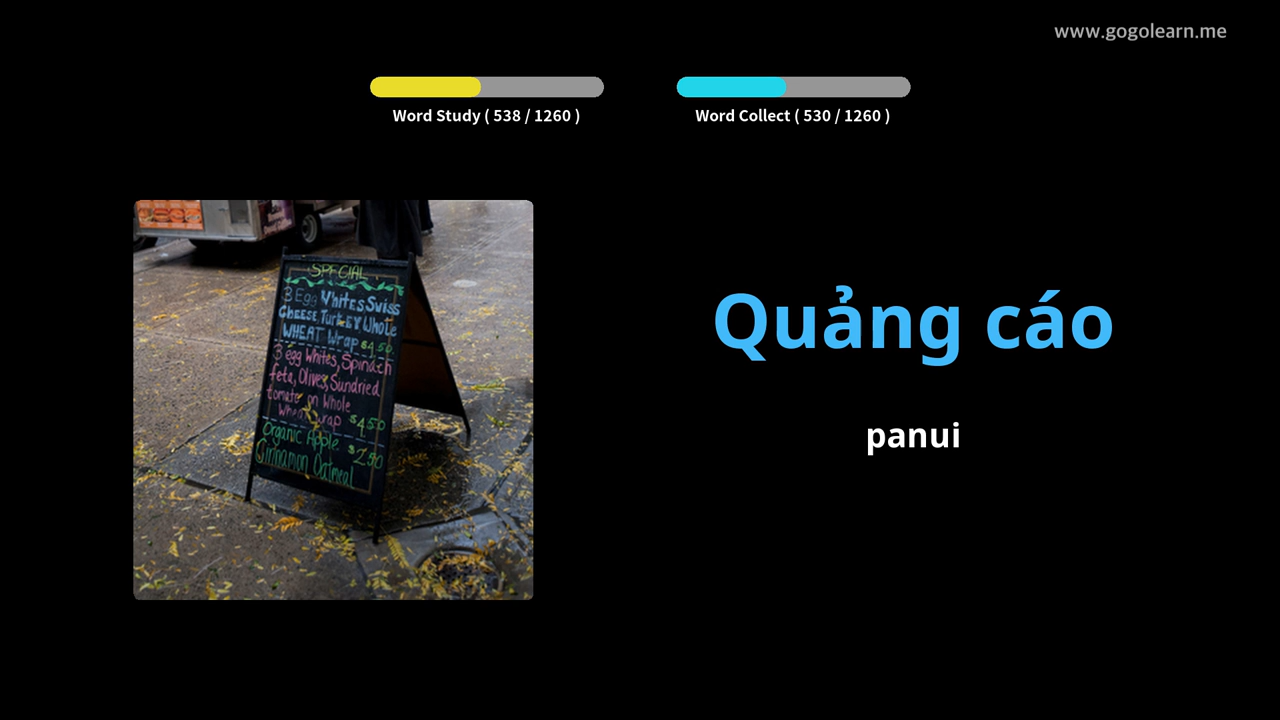 www.gogolearn.me
Word Study ( 538 / 1260 )
Word Collect ( 530 / 1260 )
SPECIAL
3 Egg Whites, Swiss
Cheese, Turkey Whole
WHEAT Wrap $4.50
3 egg Whites, Spinach
feta, Olives, Sundried
tomato on Whole
Wheat Wrap $4.50
Organic Apple
Cinnamon Oatmeal $2.50
Quảng cáo
panui